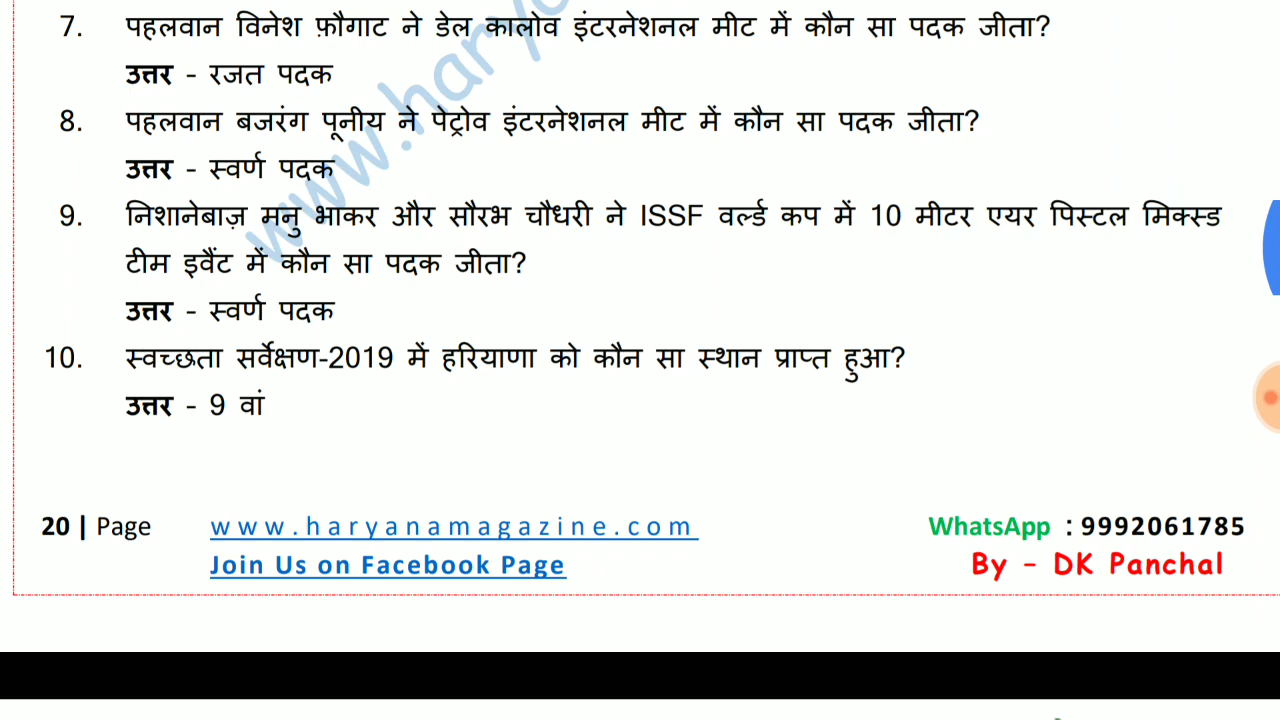 7. पहलवान विनेश फ़ौगाट ने डेल कालोव इंटरनेशनल मीट में कौन सा पदक जीता?
उत्तर - रजत पदक
8. पहलवान बजरंग पूनीय ने पेट्रोव इंटरनेशनल मीट में कौन सा पदक जीता?
उत्तर - स्वर्ण पदक
9. निशानेबाज़ मनु भाकर और सौरभ चौधरी ने ISSF वर्ल्ड कप में 10 मीटर एयर पिस्टल मिक्स्ड
टीम इवैंट में कौन सा पदक जीता?
उत्तर - स्वर्ण पदक
10. स्वच्छता सर्वेक्षण-2019 में हरियाणा को कौन सा स्थान प्राप्त हुआ?
उत्तर - 9 वां
www.harya
20 | Page www.haryanamagazine.com WhatsApp : 9992061785
Join Us on Facebook Page By - DK Panchal